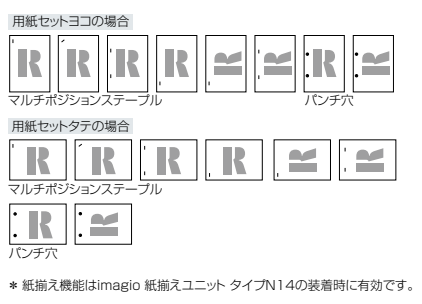 用紙セットヨコの場合
R R R R R R R R
マルチポジションステープル パンチ穴
用紙セットタテの場合
R R R R R R
マルチポジションステープル
R R
パンチ穴
* 紙揃え機能はimagio 紙揃えユニット タイプN14の装着時に有効です。